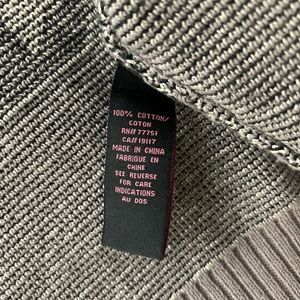 100% COTTON/
COTON
RN# 77751
CA# 19117
MADE IN CHINA
FABRIQUE EN
CHINE
SEE REVERSE
FOR CARE
INDICATIONS
AU DOS